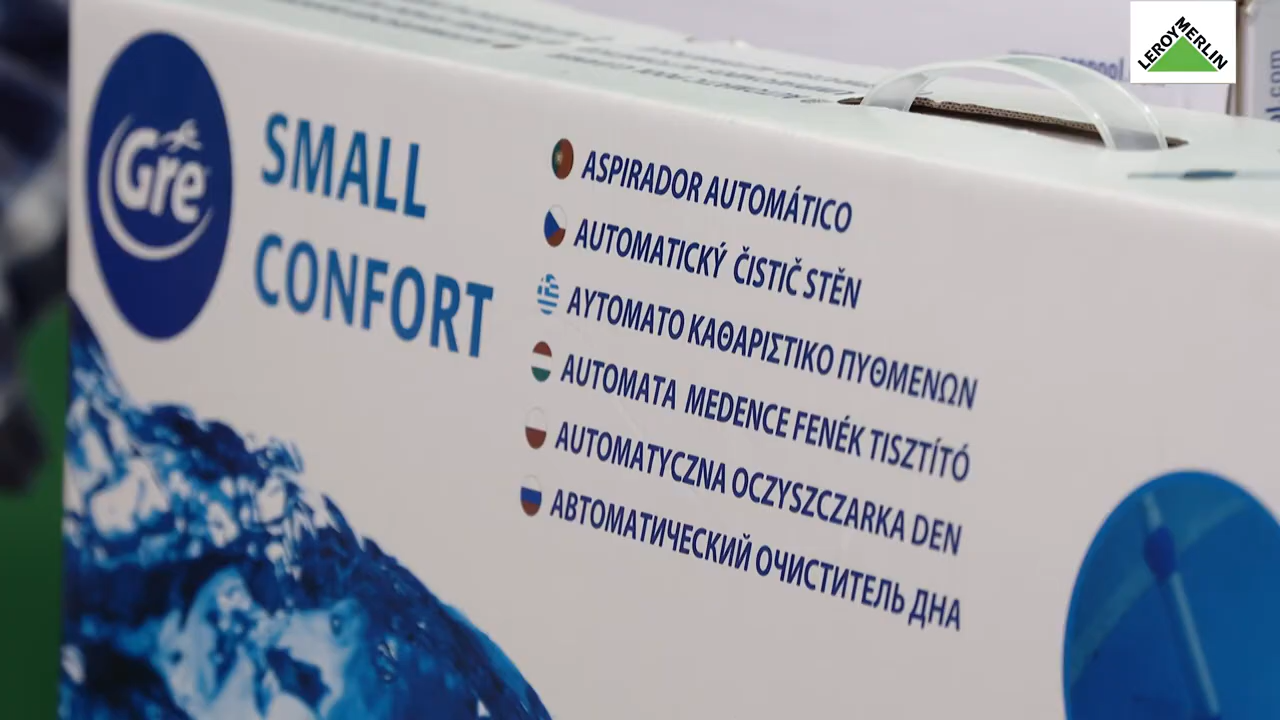 Gre
SMALL
CONFORT
ASPIRADOR AUTOMÁTICO
AUTOMATICKÝ ČISTIČ STĚN
ΑΥΤΟΜΑΤΟ ΚΑΘΑΡΙΣΤΙΚΟ ΠΥΘΜΕΝΩΝ
AUTOMATA MEDENCE FENÉK TISZTÍTÓ
AUTOMATYCZNA OCZYSZCZARKA DEN
АВТОМАТИЧЕСКИЙ ОЧИСТИТЕЛЬ ДНА
LEROY MERLIN
.com